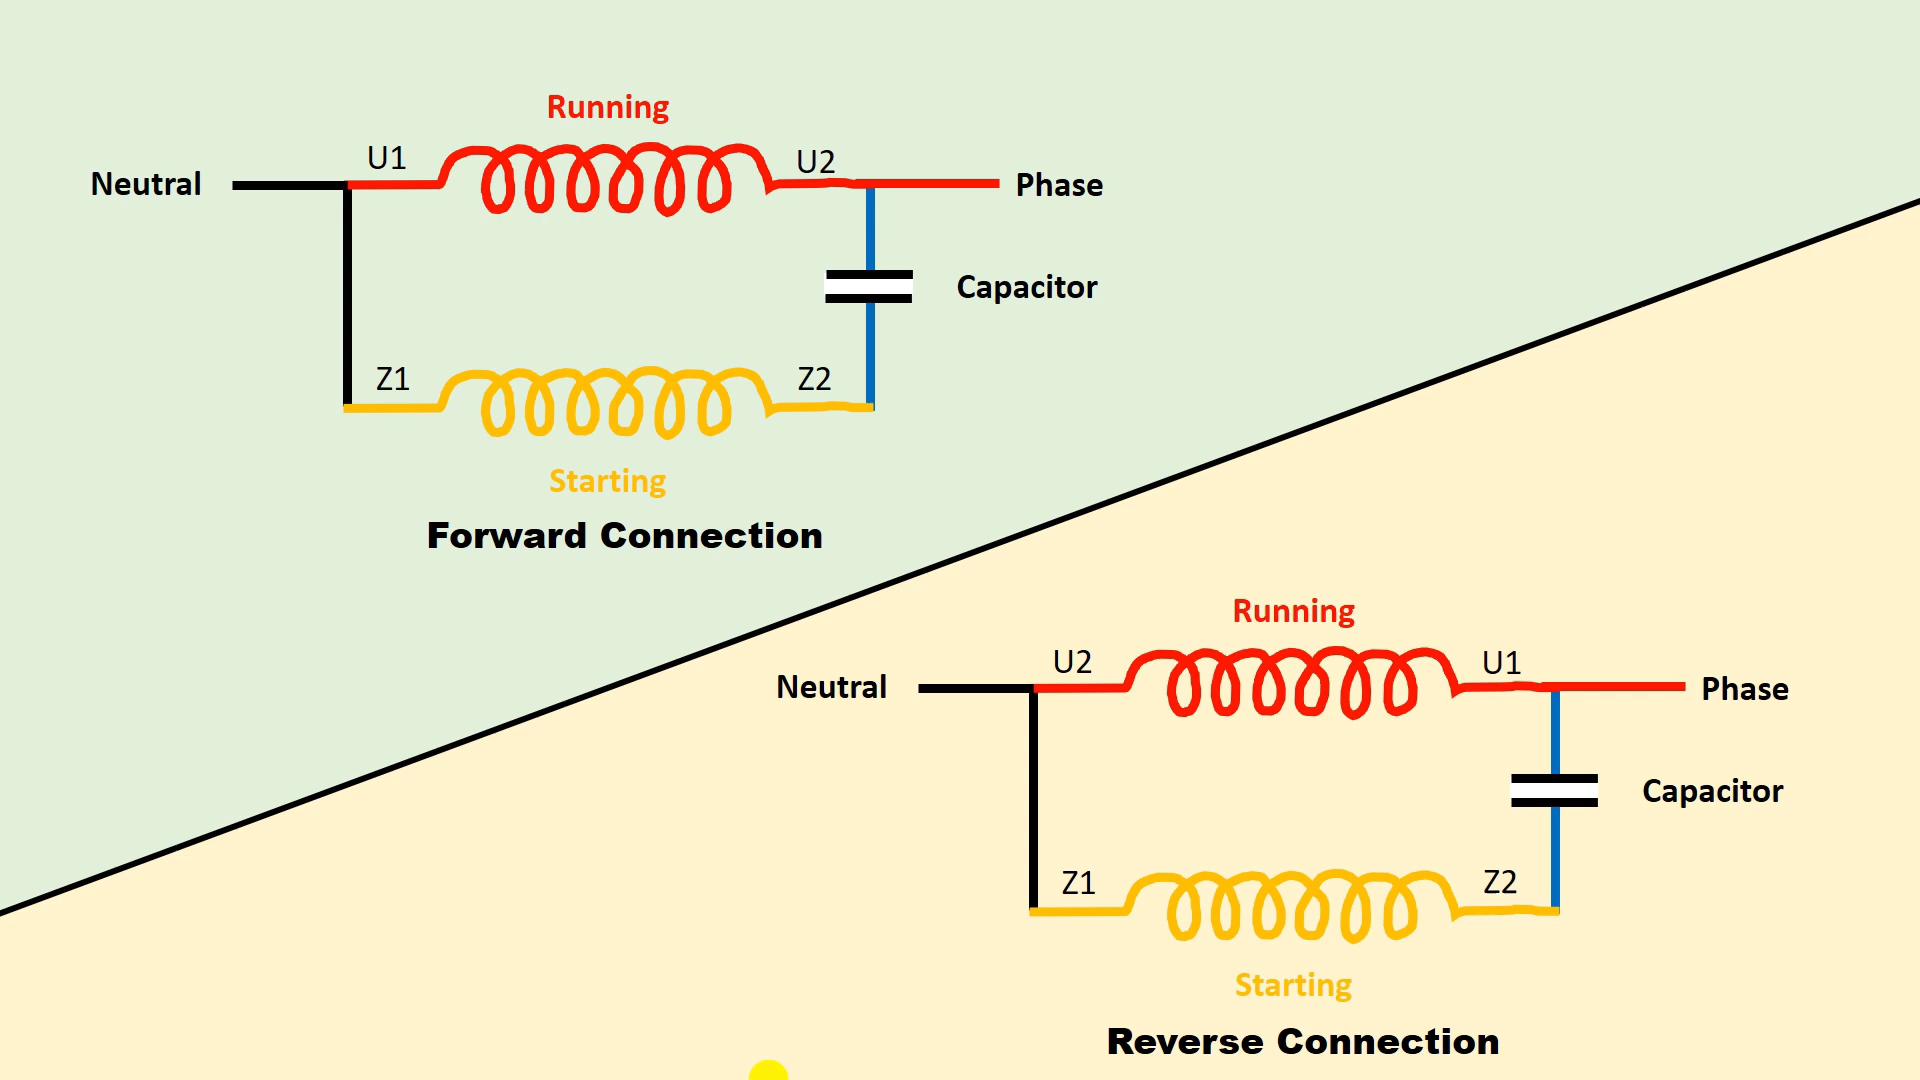 Running
U1
U2
Neutral
Phase
Capacitor
Z1
Z2
Starting
Forward Connection
Running
U2
U1
Neutral
Phase
Capacitor
Z1
Z2
Starting
Reverse Connection